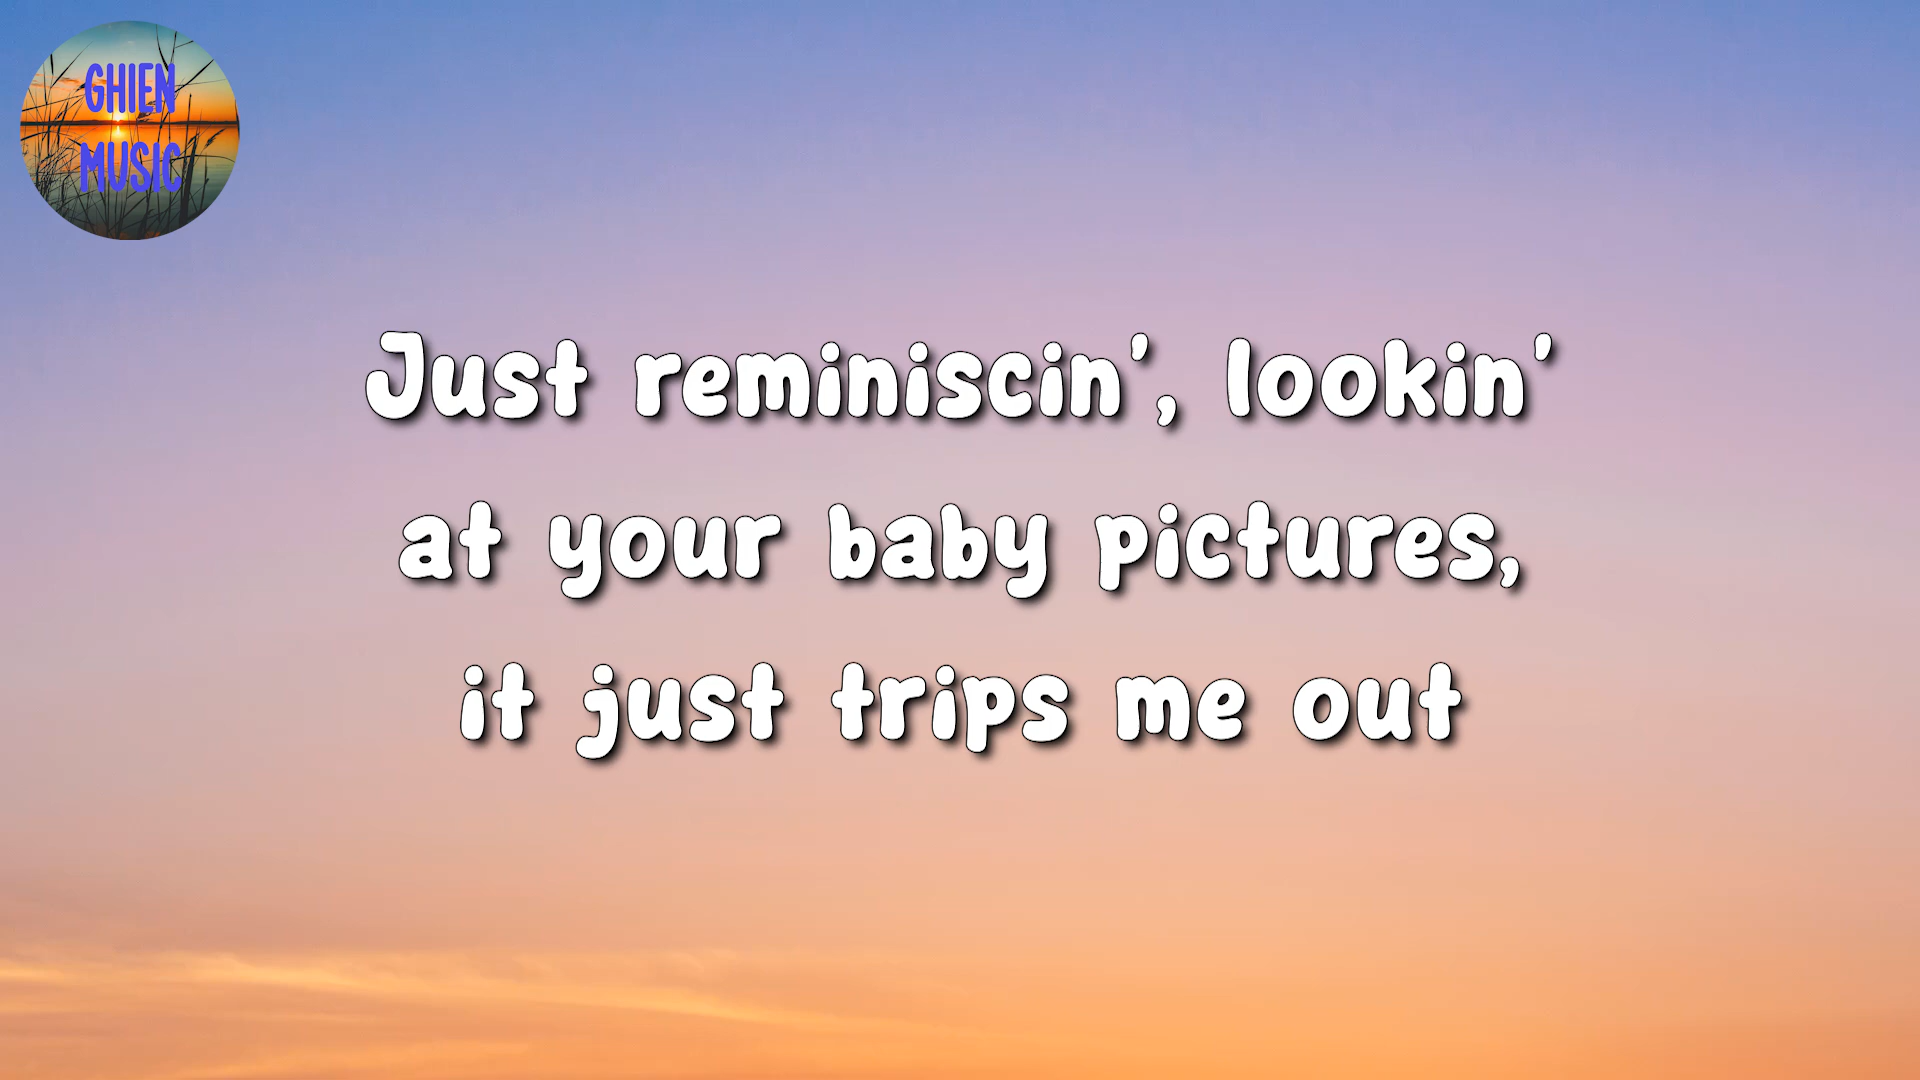 GHIEN
MUSIC
Just reminiscin', lookin'
at your baby pictures,
it just trips me out